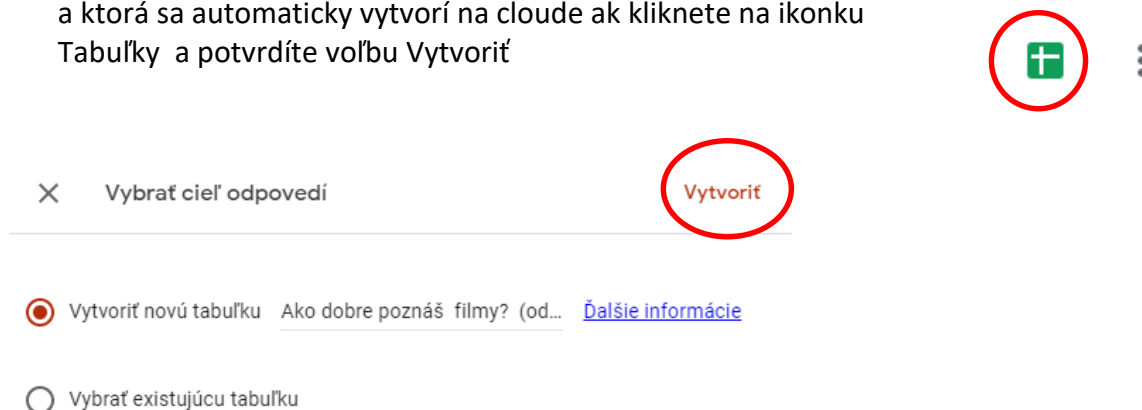 a ktorá sa automaticky vytvorí na cloude ak kliknete na ikonku
Tabuľky  a potvrdíte voľbu Vytvoriť
Vybrať cieľ odpovedí Vytvoriť
Vytvoriť novú tabuľku Ako dobre poznáš  filmy?  (od... Ďalšie informácie
Vybrať existujúcu tabuľku